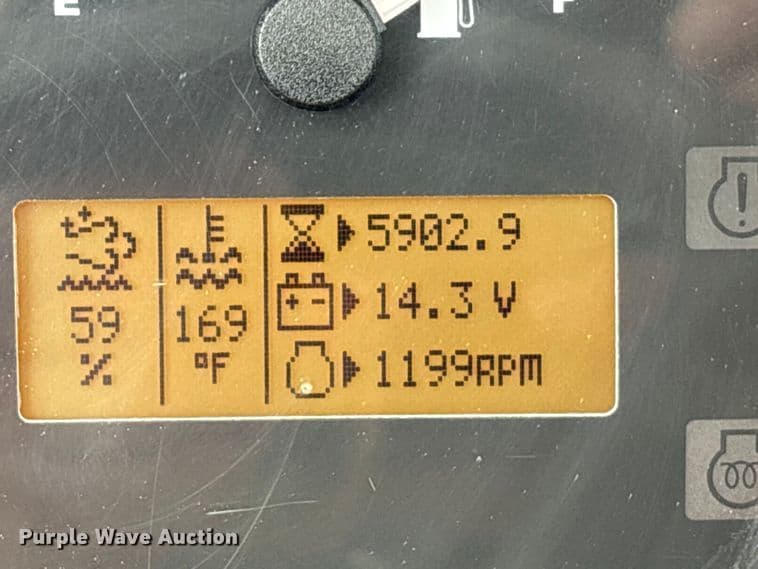 E F
5902.9
14.3 V
1199RPM
59
%
169
°F
Purple Wave Auction